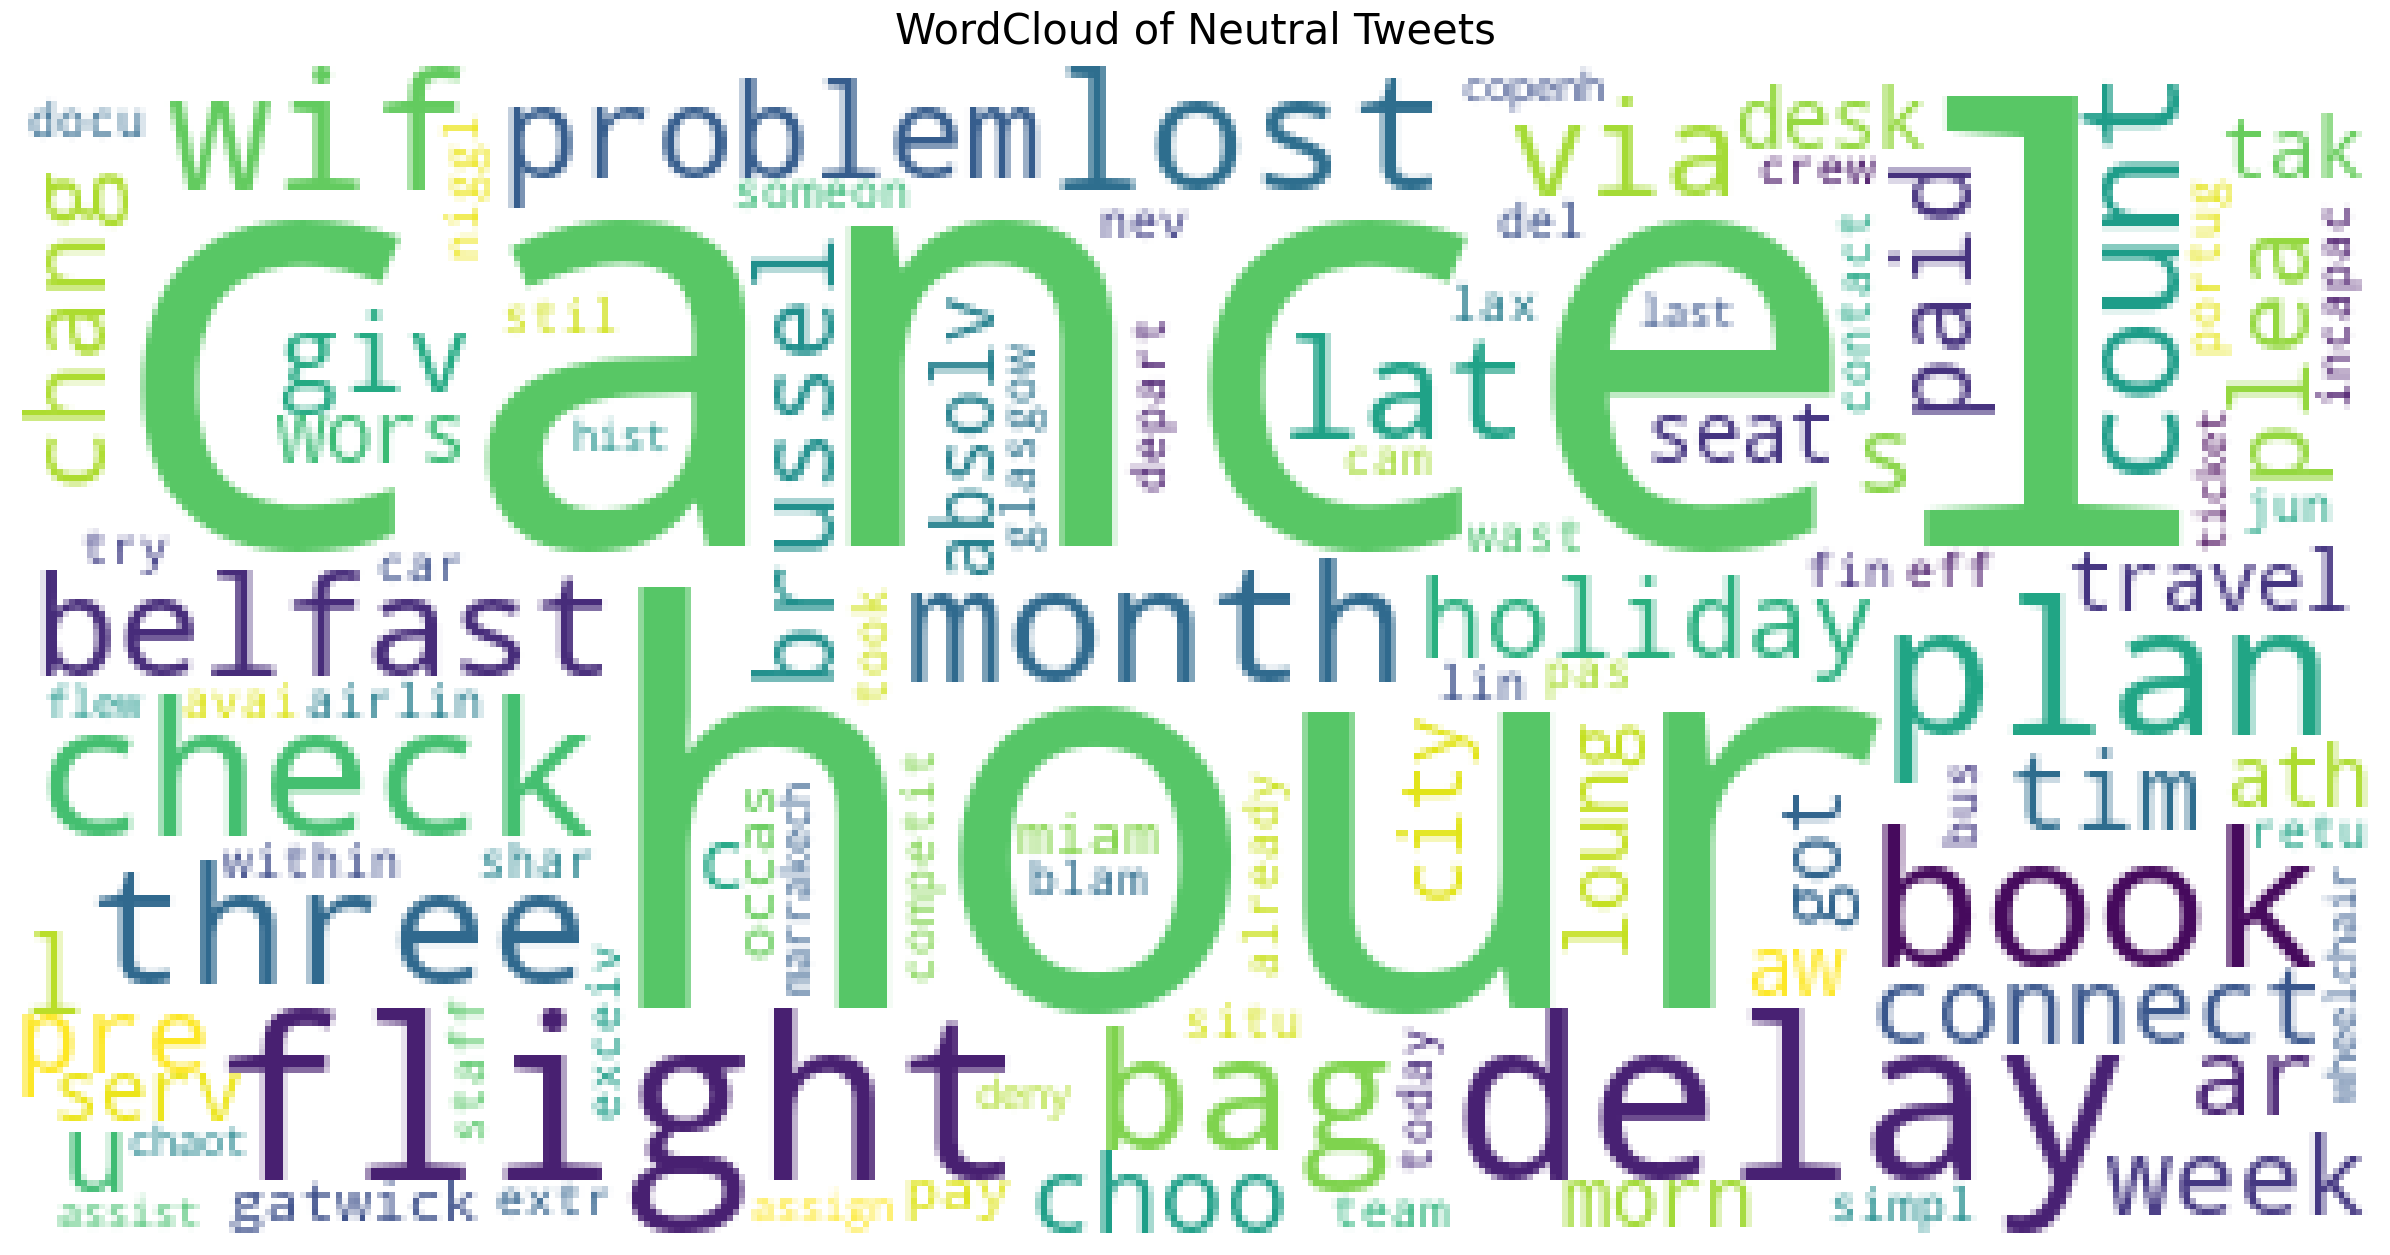 WordCloud of Neutral Tweets
docu
wif
niggl
problem
lost
someon
copenh
via
desk
crew
count
tak
chang
cancel
nev
del
paid
contact
portug
plea
incapac
giv
wors
stil
hist
brussel
absolv
glasgow
depart
lax
lat
cam
last
seat
s
ticket
jun
try
car
wast
fin
eff
travel
belfast
took
month
holiday
plan
flew
avai
airlin
lin
pas
check
hour
city
loung
tim
ath
bus
retu
within
shar
c
occas
marrakech
competit
miam
blam
already
got
book
wheelchair
three
l
exceiv
aw
connect
pre
serv
staff
flight
deny
situ
bag
today
delay
ar
u
chaot
week
assist
gatwick
extr
assign
pay
choo
team
morn
simpl